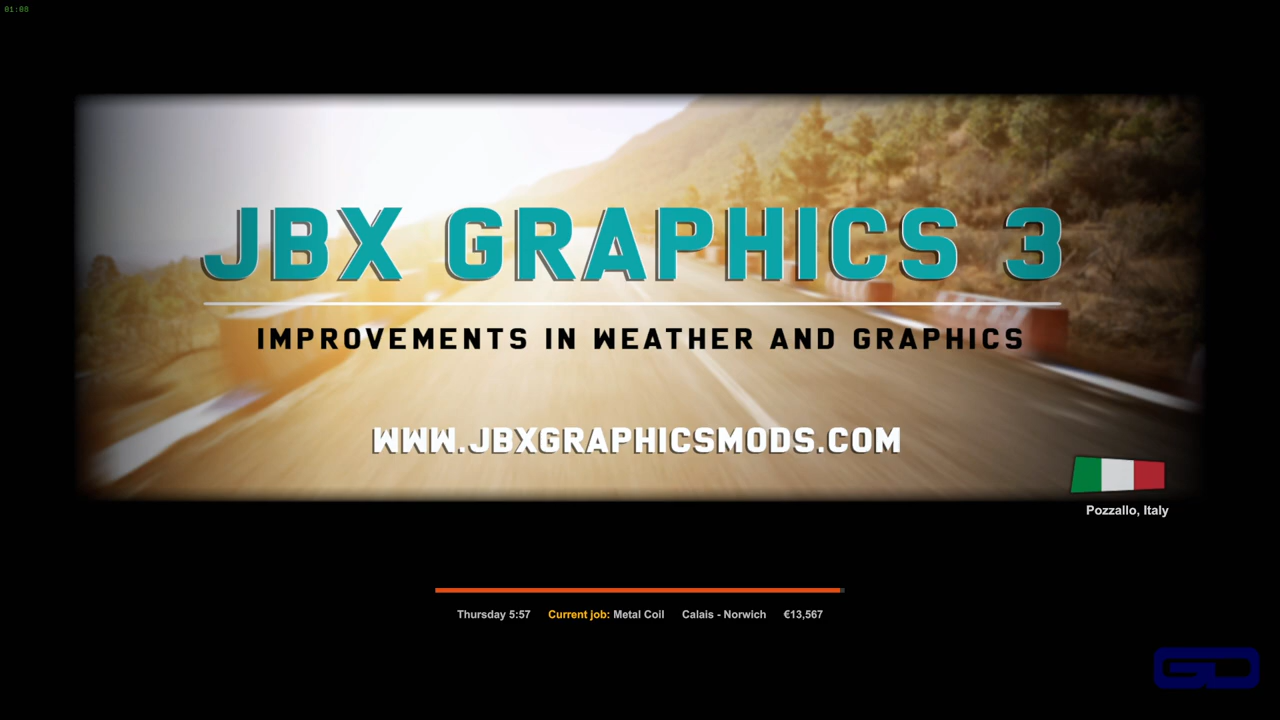 01:08
JBX GRAPHICS 3
IMPROVEMENTS IN WEATHER AND GRAPHICS
WWW.JBXGRAPHICSMODS.COM
Pozzallo, Italy
Thursday 5:57 Current job: Metal Coil Calais - Norwich €13,567
GD